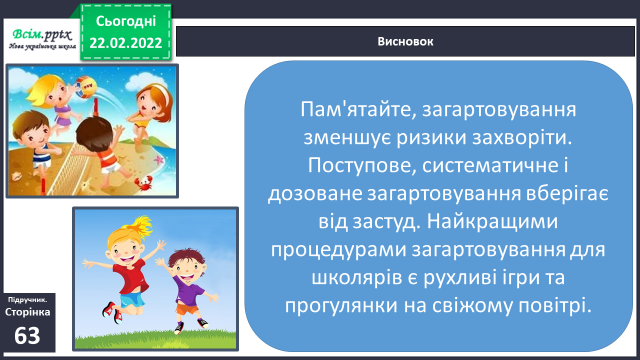 Всім.pptx
Нова українська школа
Сьогодні
22.02.2022
Висновок
Пам'ятайте, загартовування
зменшує ризики захворіти.
Поступове, систематичне і
дозоване загартовування вберігає
від застуд. Найкращими
процедурами загартовування для
школярів є рухливі ігри та
прогулянки на свіжому повітрі.
Підручник.
Сторінка
63